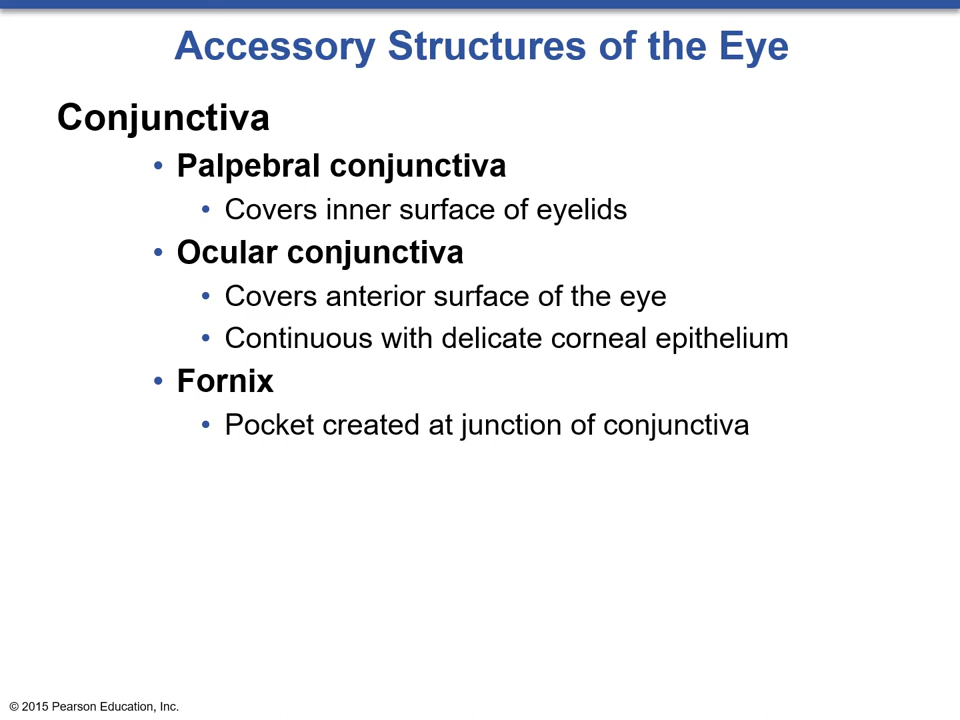 Accessory Structures of the Eye
Conjunctiva
• Palpebral conjunctiva
• Covers inner surface of eyelids
• Ocular conjunctiva
• Covers anterior surface of the eye
• Continuous with delicate corneal epithelium
• Fornix
• Pocket created at junction of conjunctiva
© 2015 Pearson Education, Inc.